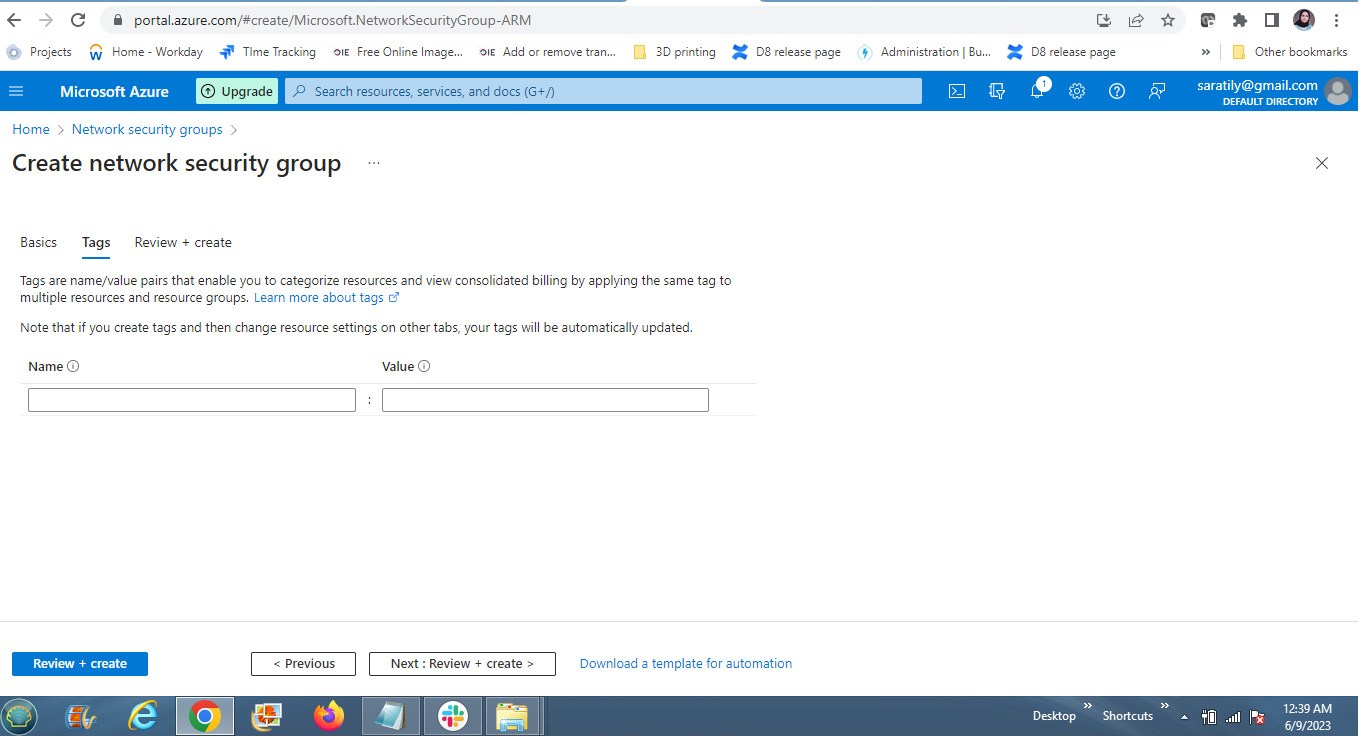 portal.azure.com/#create/Microsoft.NetworkSecurityGroup-ARM
Projects Home - Workday TIme Tracking OIE Free Online Image... OIE Add or remove tran... 3D printing D8 release page Administration | Bu... D8 release page » Other bookmarks
Microsoft Azure Upgrade Search resources, services, and docs (G+/) 1 saratily@gmail.com
DEFAULT DIRECTORY
Home > Network security groups >
Create network security group ...
Basics Tags Review + create
Tags are name/value pairs that enable you to categorize resources and view consolidated billing by applying the same tag to
multiple resources and resource groups. Learn more about tags
Note that if you create tags and then change resource settings on other tabs, your tags will be automatically updated.
Name Value
:
Review + create < Previous Next : Review + create > Download a template for automation
Desktop » Shortcuts » 12:39 AM
6/9/2023